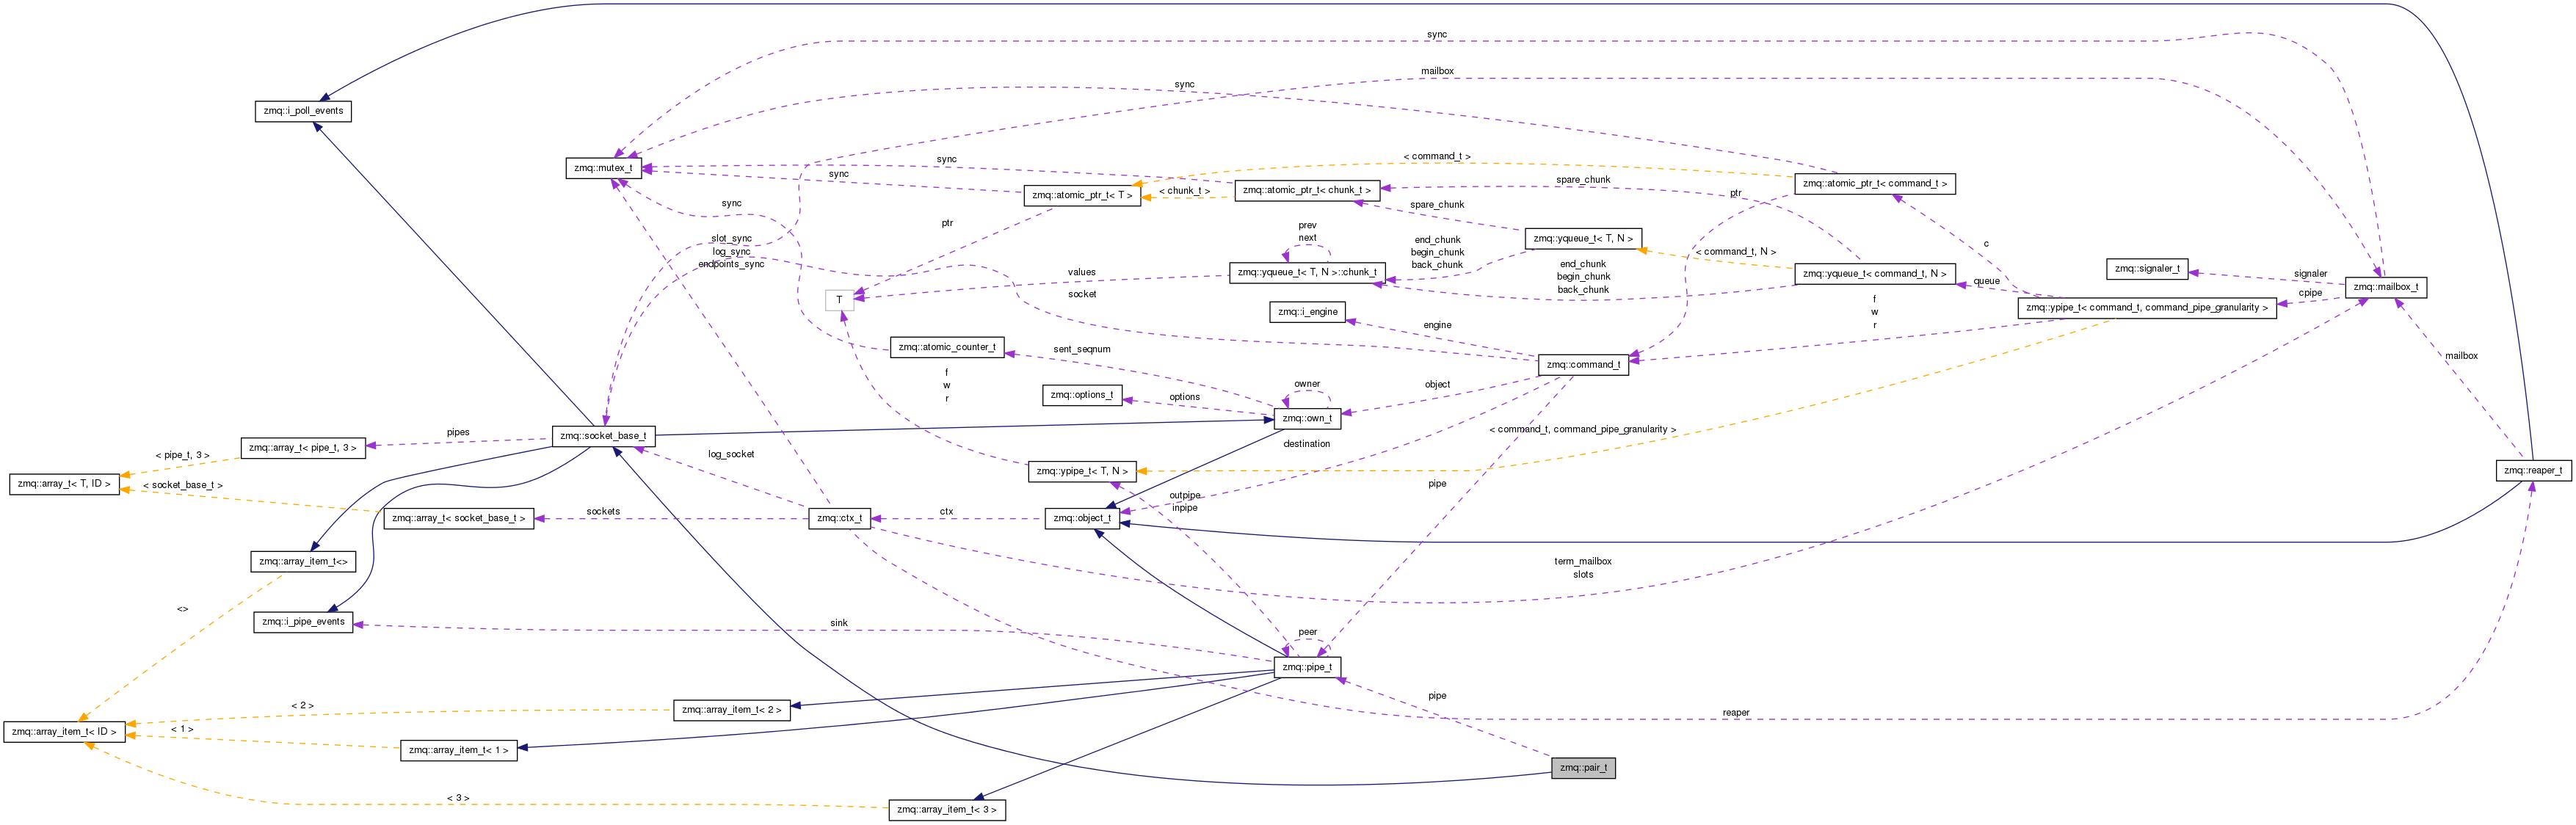 sync
mailbox
sync
zmq::i_poll_events
zmq::mutex_t
sync
< command_t >
sync
zmq::atomic_ptr_t< T >
< chunk_t >
zmq::atomic_ptr_t< chunk_t >
spare_chunk
ptr
zmq::atomic_ptr_t< command_t >
sync
ptr
spare_chunk
prev
next
end_chunk
begin_chunk
back_chunk
zmq::yqueue_t< T, N >
< command_t, N >
c
slot_sync
log_sync
endpoints_sync
values
zmq::yqueue_t< T, N >::chunk_t
end_chunk
begin_chunk
back_chunk
zmq::yqueue_t< command_t, N >
queue
zmq::signaler_t
signaler
zmq::mailbox_t
T
socket
zmq::i_engine
engine
f
w
r
zmq::ypipe_t< command_t, command_pipe_granularity >
cpipe
zmq::atomic_counter_t
sent_seqnum
zmq::command_t
mailbox
f
w
r
zmq::options_t
options
owner
object
zmq::own_t
pipes
zmq::socket_base_t
zmq::array_t< pipe_t, 3 >
< pipe_t, 3 >
destination
< command_t, command_pipe_granularity >
log_socket
zmq::ypipe_t< T, N >
zmq::reaper_t
zmq::array_t< T, ID >
< socket_base_t >
pipe
outpipe
inpipe
zmq::array_t< socket_base_t >
sockets
zmq::ctx_t
ctx
zmq::object_t
zmq::array_item_t<>
term_mailbox
slots
<>
zmq::i_pipe_events
sink
peer
zmq::pipe_t
pipe
< 2 >
zmq::array_item_t< 2 >
reaper
zmq::array_item_t< ID >
< 1 >
zmq::array_item_t< 1 >
zmq::pair_t
< 3 >
zmq::array_item_t< 3 >